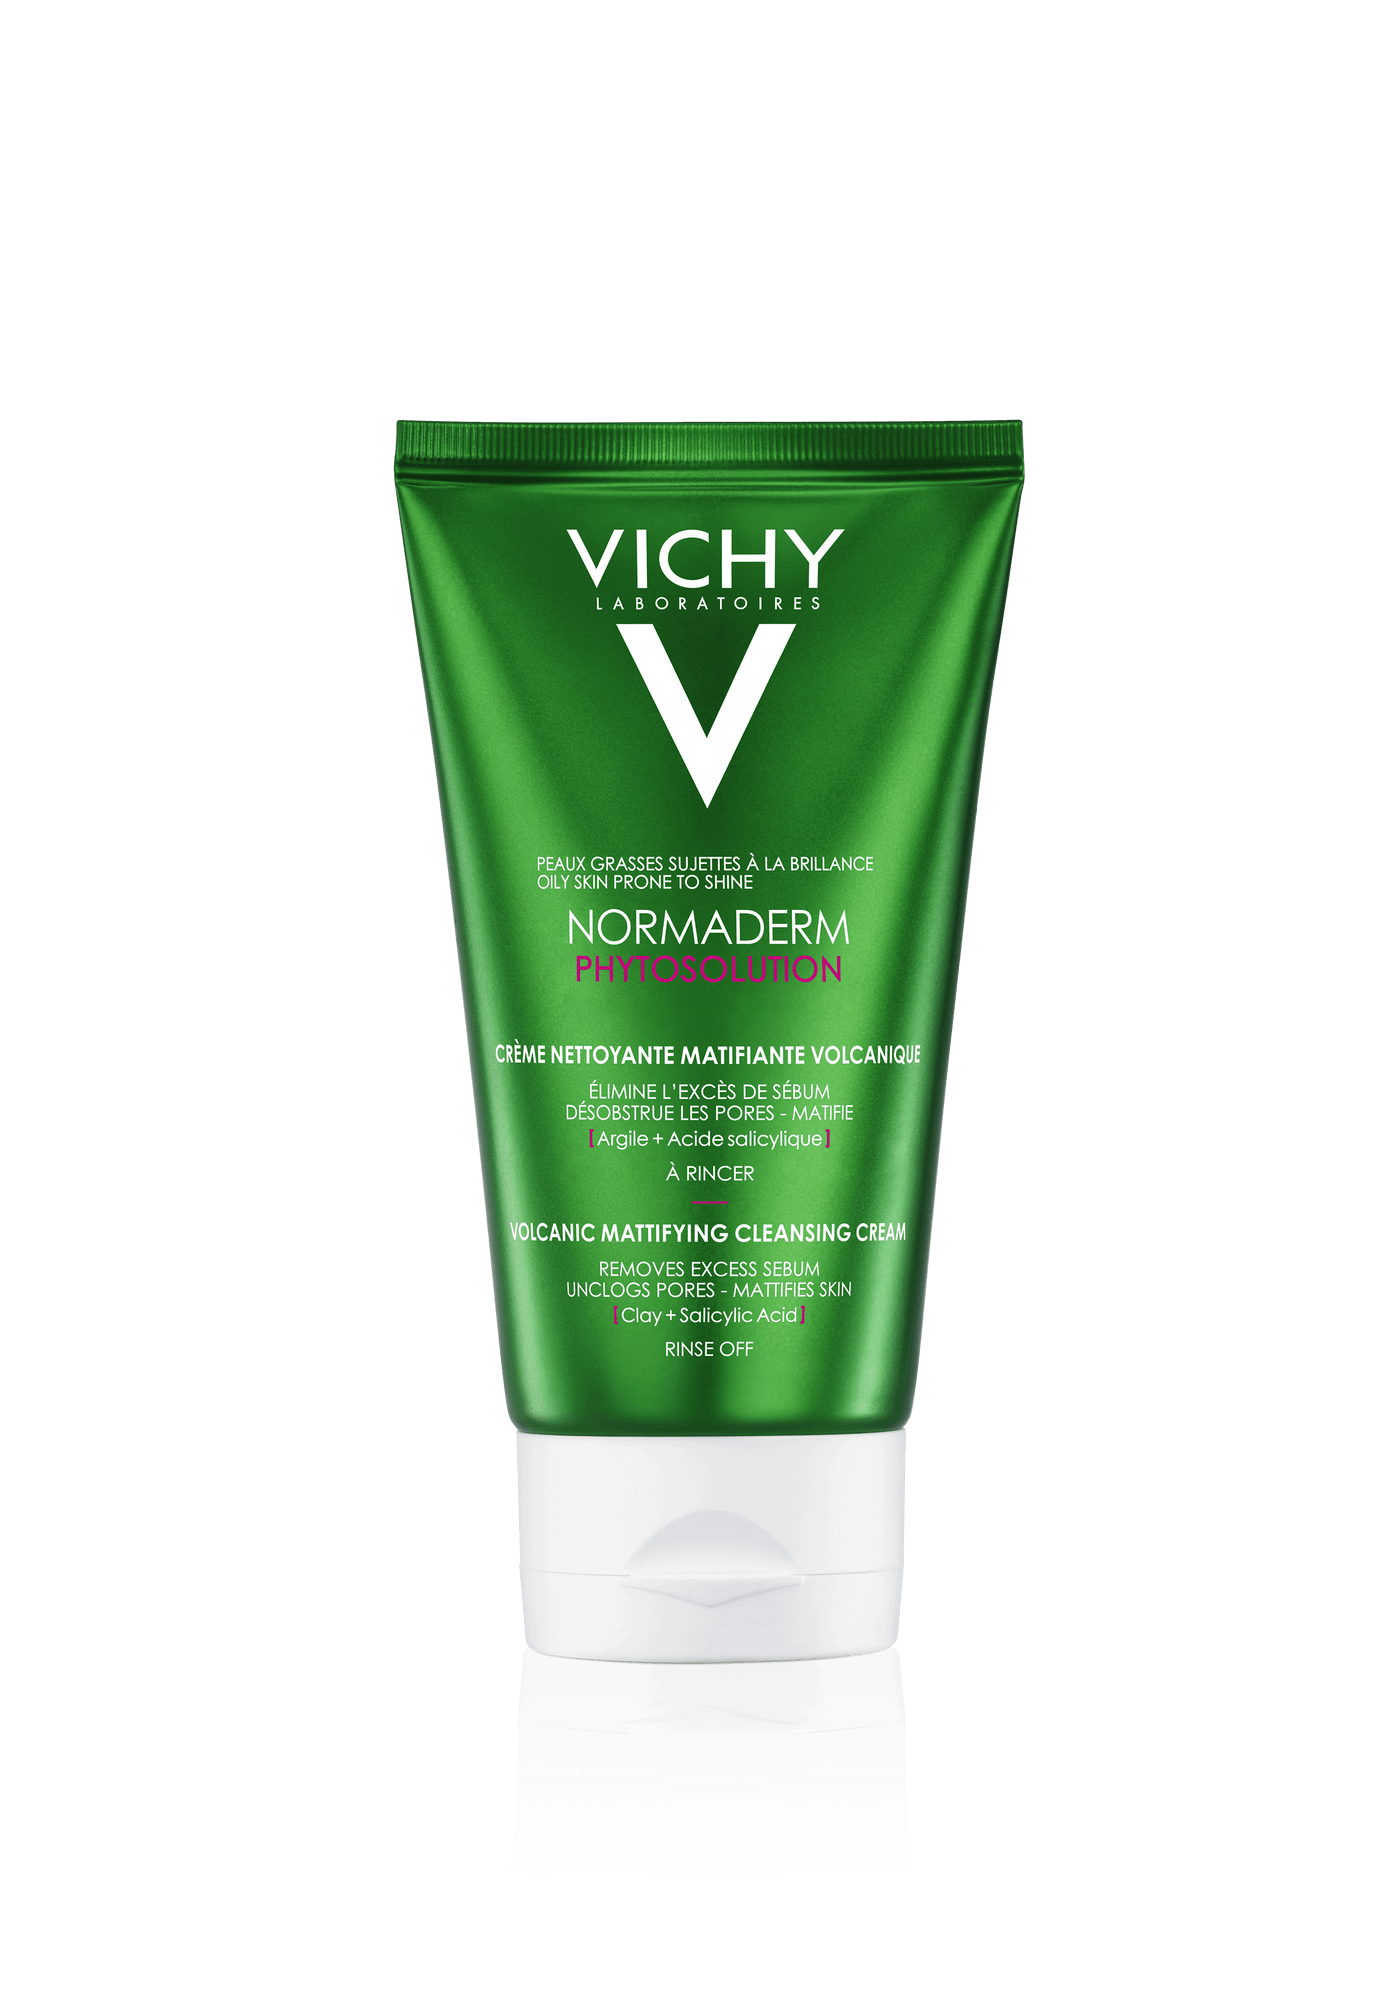 VICHY
LABORATOIRES
V
PEAUX GRASSES SUJETTES À LA BRILLANCE
OILY SKIN PRONE TO SHINE
NORMADERM
PHYTOSOLUTION
CRÈME NETTOYANTE MATIFIANTE VOLCANIQUE
ÉLIMINE L'EXCÈS DE SÉBUM
DÉSOBSTRUE LES PORES - MATIFIE
[Argile + Acide salicylique]
À RINCER
VOLCANIC MATTIFYING CLEANSING CREAM
REMOVES EXCESS SEBUM
UNCLOGS PORES - MATTIFIES SKIN
[Clay + Salicylic Acid]
RINSE OFF